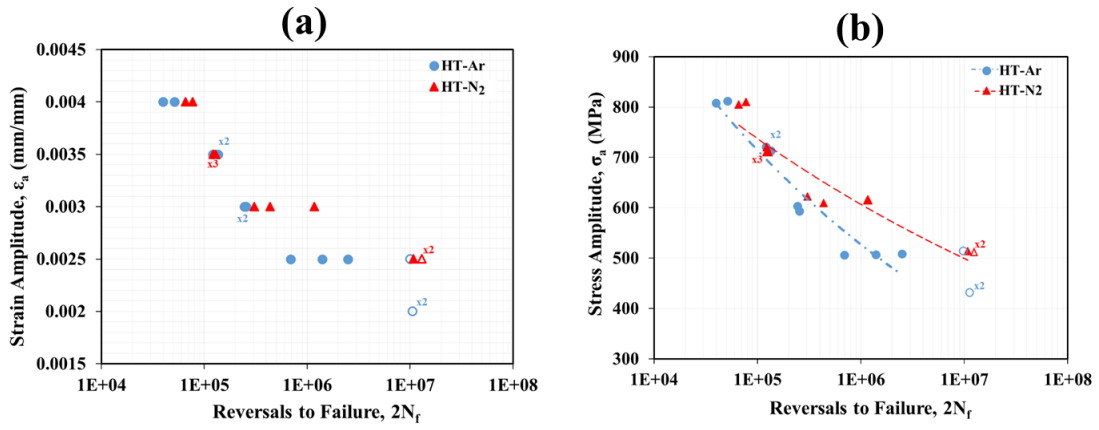 (a)
0.0045
0.004
0.0035
0.003
0.0025
0.002
0.0015
Strain Amplitude, εa (mm/mm)
HT-Ar
HT-N2
x2
x3
x2
x2
x2
1E+04
1E+05
1E+06
1E+07
1E+08
Reversals to Failure, 2Nf
(b)
900
800
700
600
500
400
300
Stress Amplitude, σa (MPa)
HT-Ar
HT-N2
x2
x3
x2
x2
1E+04
1E+05
1E+06
1E+07
1E+08
Reversals to Failure, 2Nf